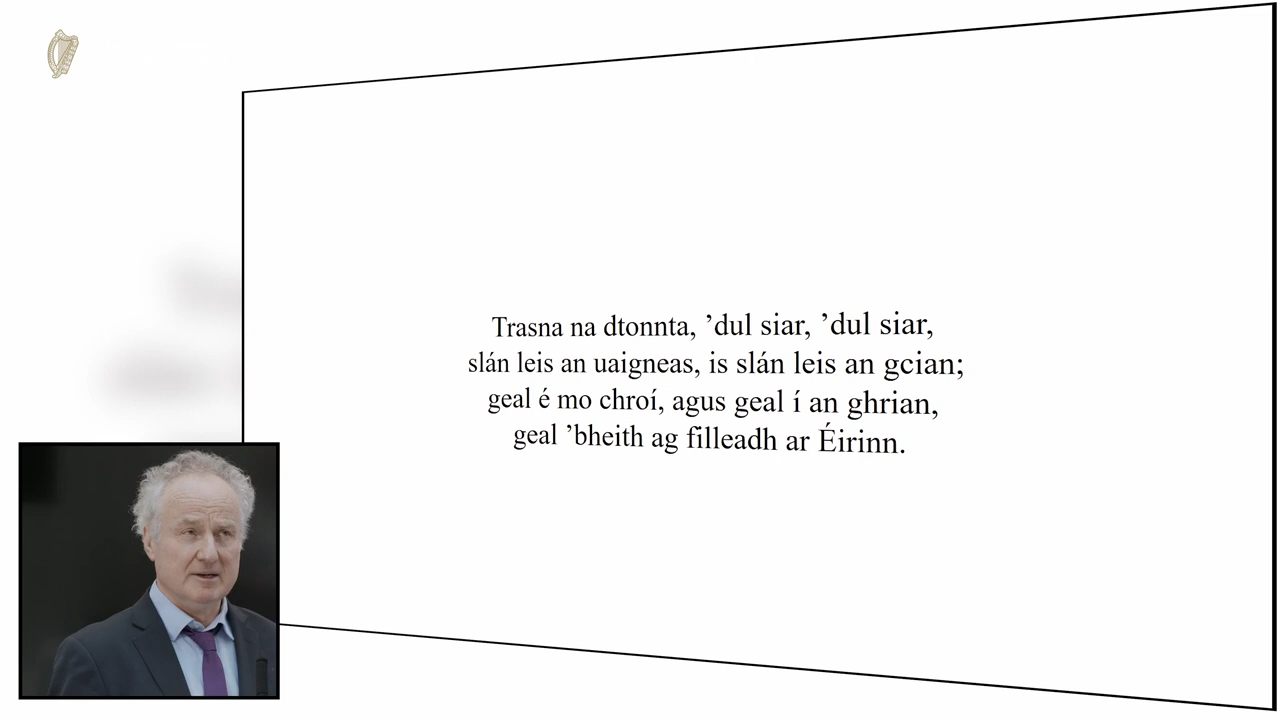 Trasna na dtonnta, ’dul siar, ’dul siar,
slán leis an uaigneas, is slán leis an gcian;
geal é mo chroí, agus geal í an ghrian,
geal ’bheith ag filleadh ar Éirinn.